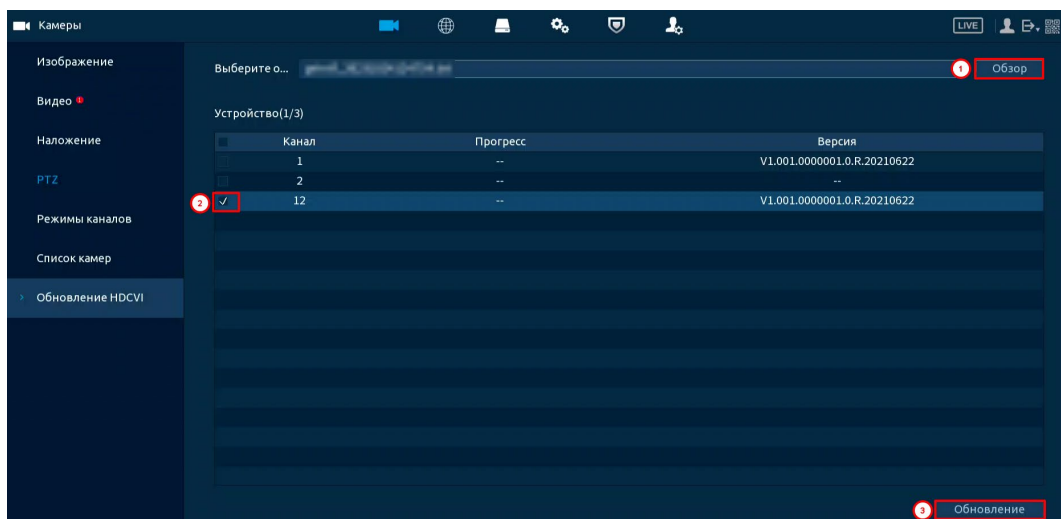 Камеры
LIVE
Изображение
Видео
Наложение
PTZ
Режимы каналов
Список камер
Обновление HDCVI
Выберите о...
1 Обзор
Устройство(1/3)
Канал Прогресс Версия
1 -- V1.001.0000001.0.R.20210622
2 -- --
2 12 -- V1.001.0000001.0.R.20210622
3 Обновление